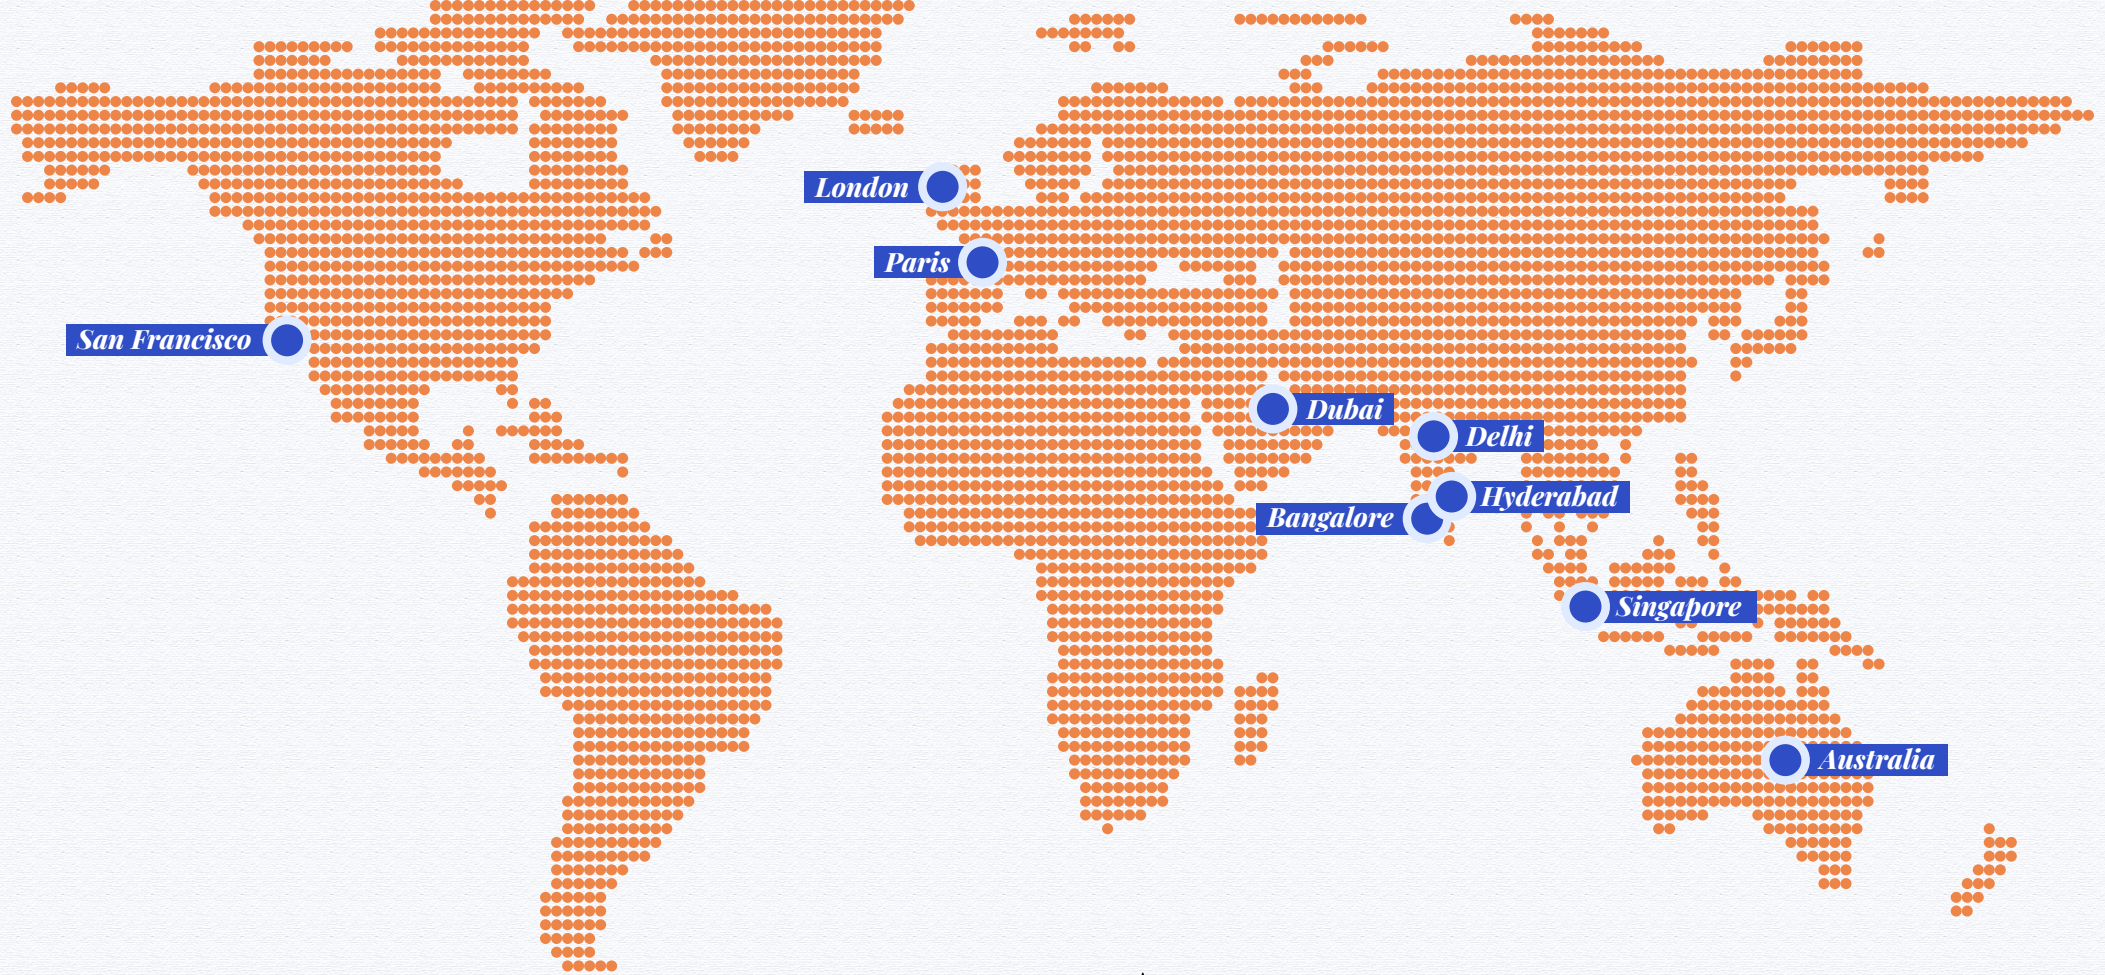 London
Paris
San Francisco
Dubai
Delhi
Hyderabad
Bangalore
Singapore
Australia